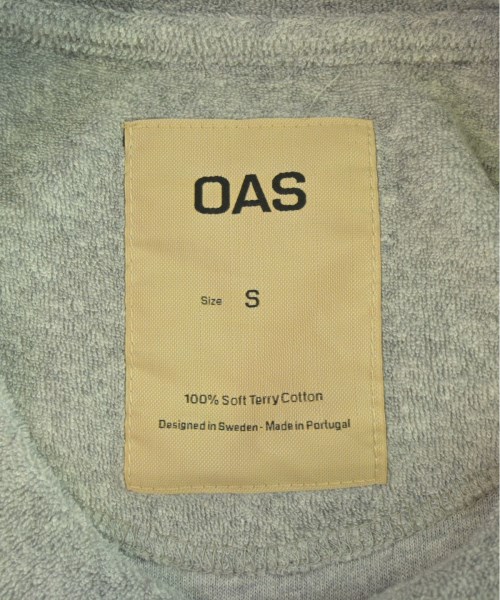 OAS
Size S
100% Soft Terry Cotton
Designed in Sweden - Made in Portugal